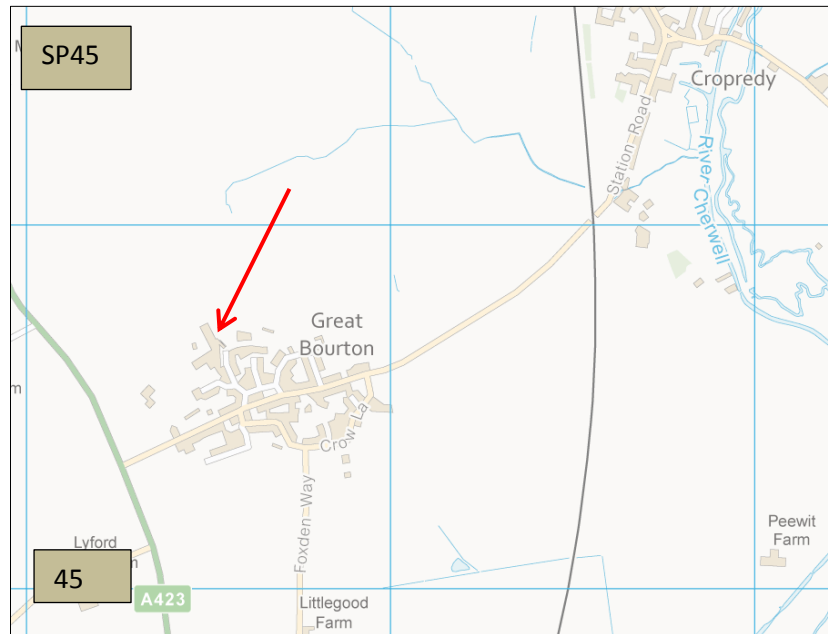 M
SP45
Cropredy
Station Road
River Cherwell
Great
Bourton
m
Crow La
Foxden Way
Lyford
m
45
A423
Peewit
Farm
Littlegood
Farm